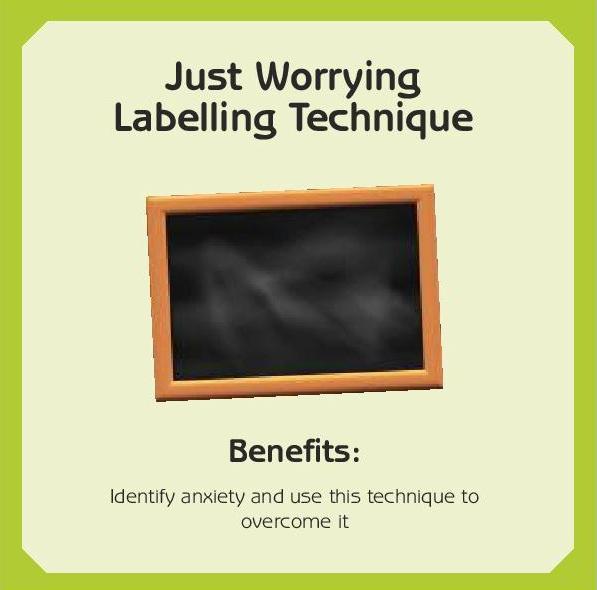 Just Worrying
Labelling Technique
Benefits:
Identify anxiety and use this technique to
overcome it